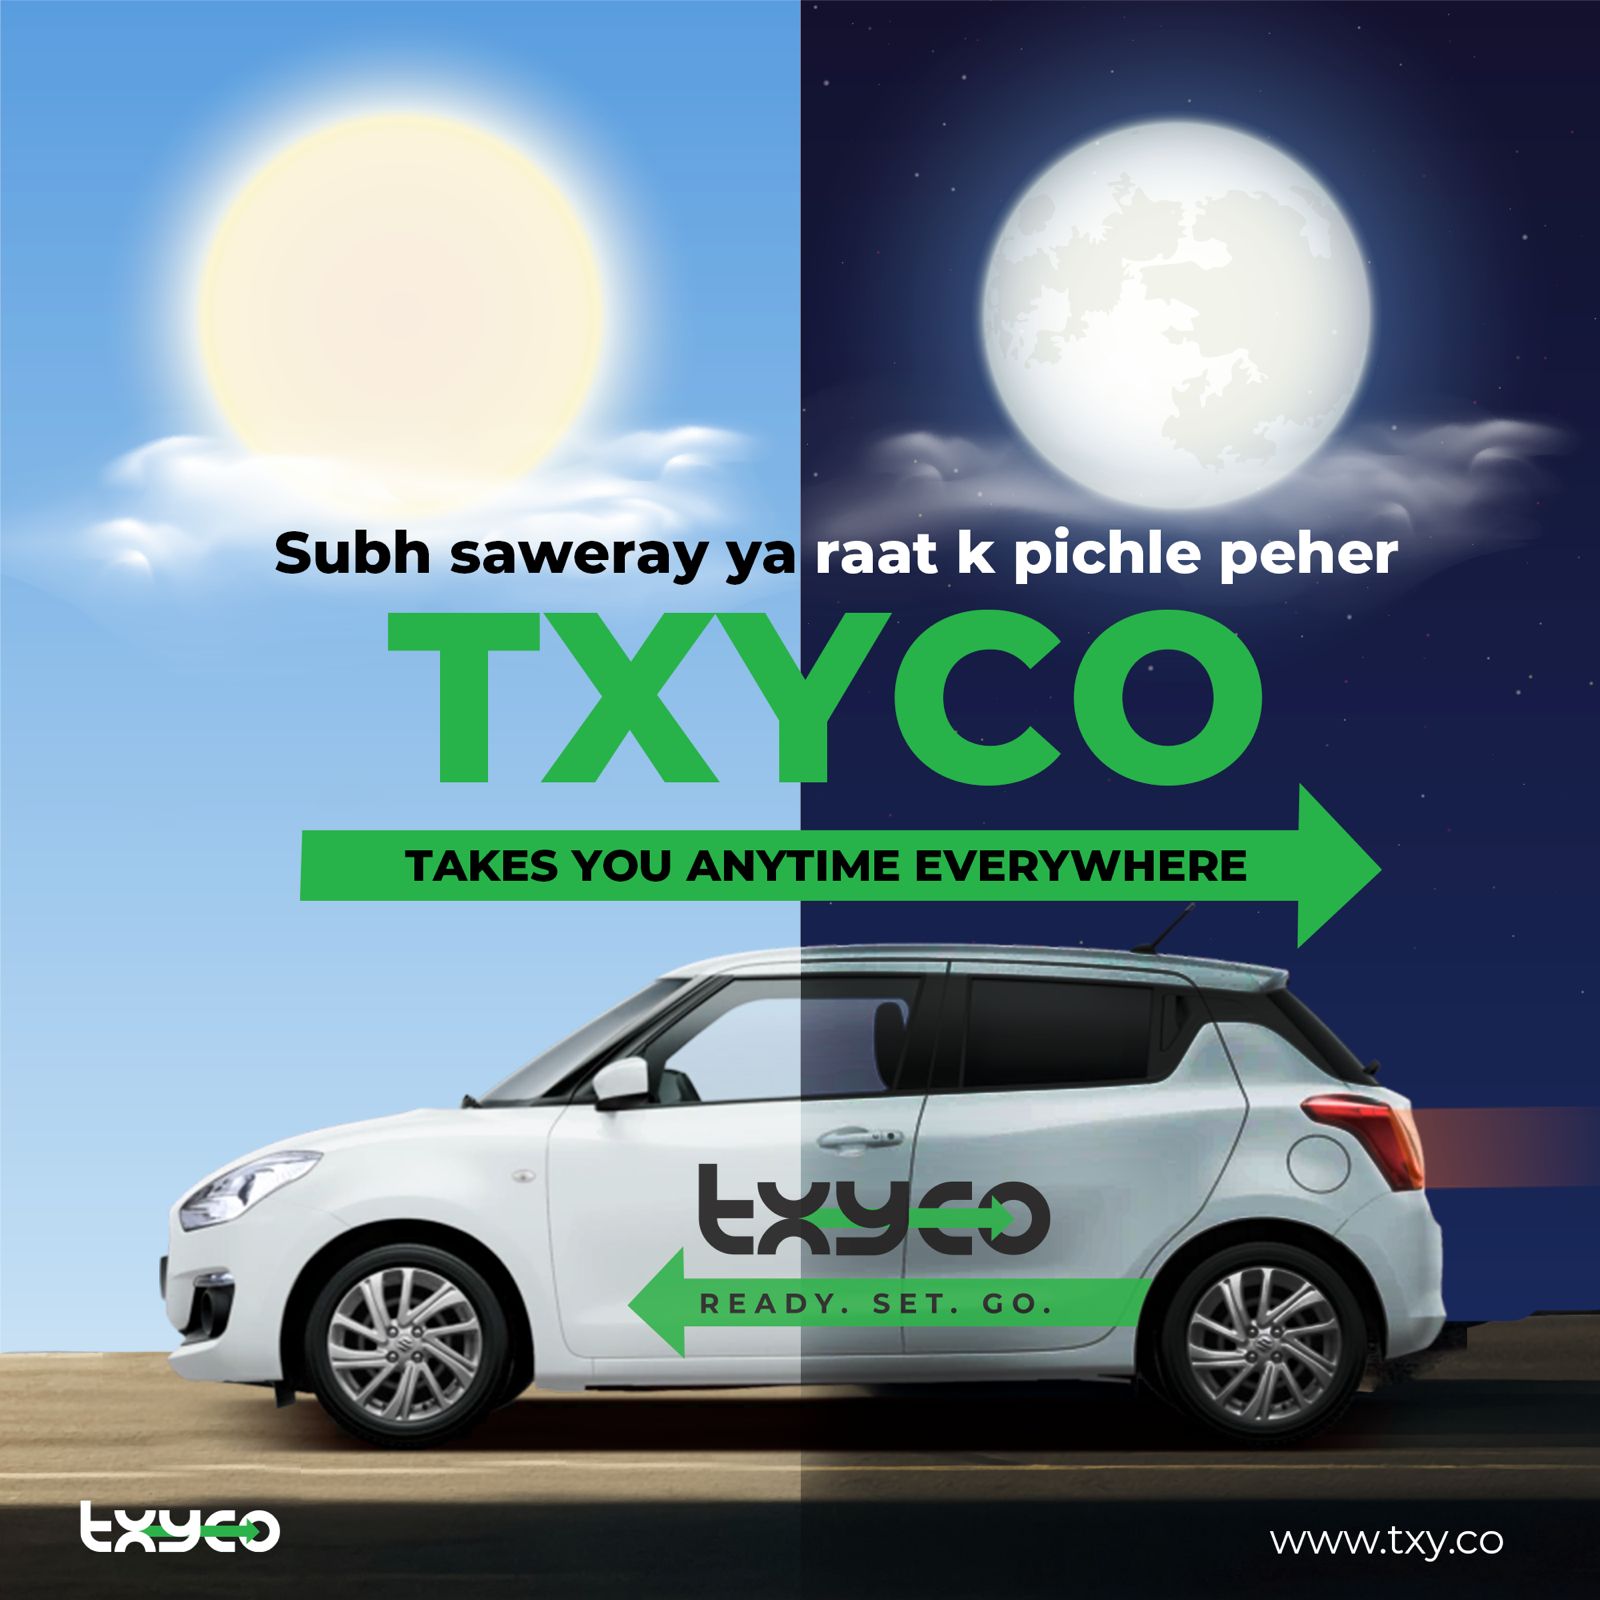 Subh saweray ya raat k pichle peher
TXYCO
TAKES YOU ANYTIME EVERYWHERE
txyco
READY. SET. GO.
txyco
www.txy.co